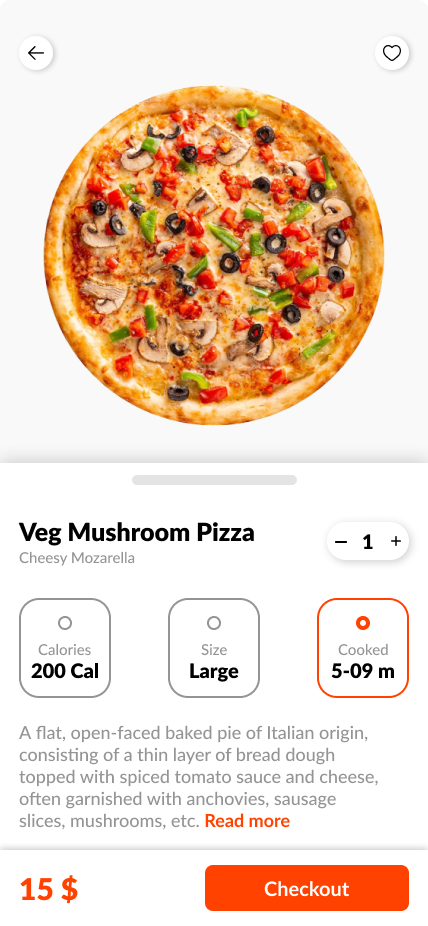 Veg Mushroom Pizza
Cheesy Mozarella
− 1 +
Calories
200 Cal
Size
Large
Cooked
5-09 m
A flat, open-faced baked pie of Italian origin,
consisting of a thin layer of bread dough
topped with spiced tomato sauce and cheese,
often garnished with anchovies, sausage
slices, mushrooms, etc. Read more
15 $
Checkout